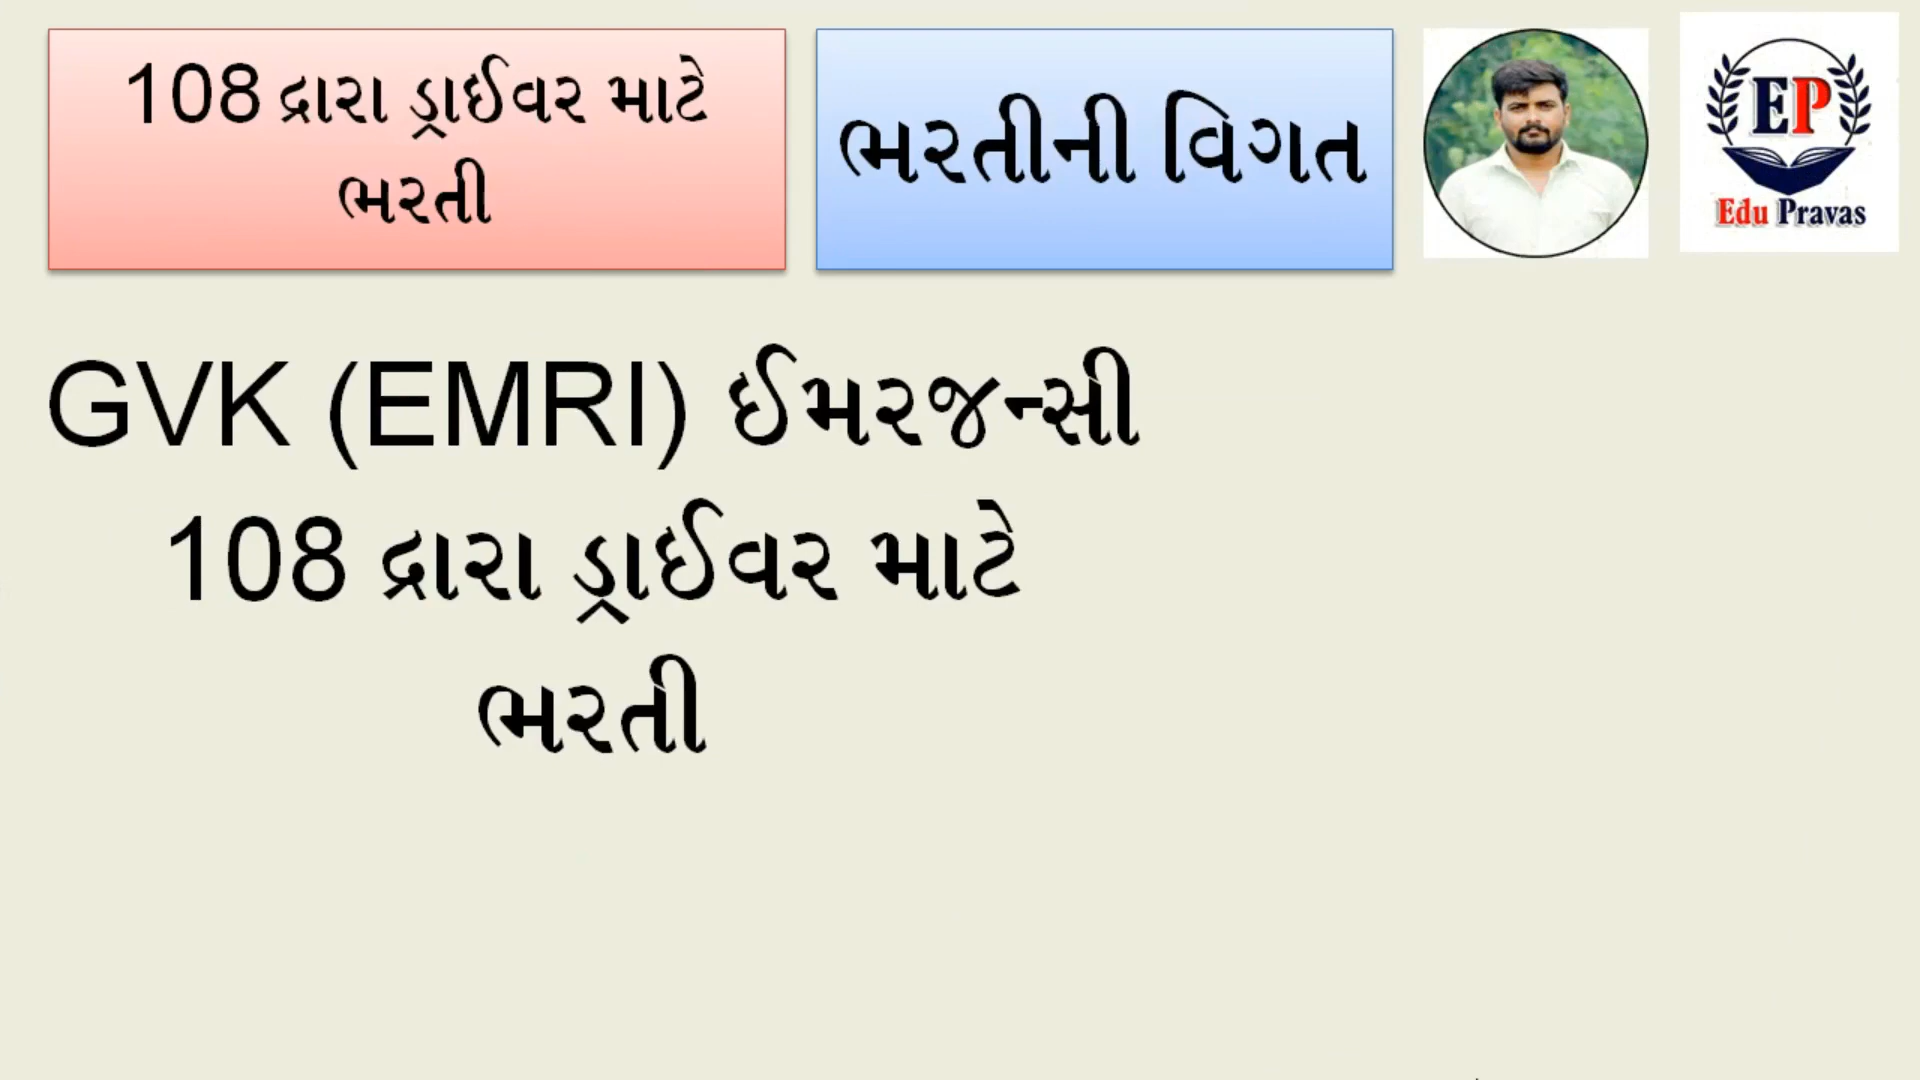 108 દ્રારા ડ્રાઈવર માટે
ભરતી
ભરતીની વિગત
EP
Edu Pravas
GVK (EMRI) ઈમરજન્સી
108 દ્રારા ડ્રાઈવર માટે
ભરતી